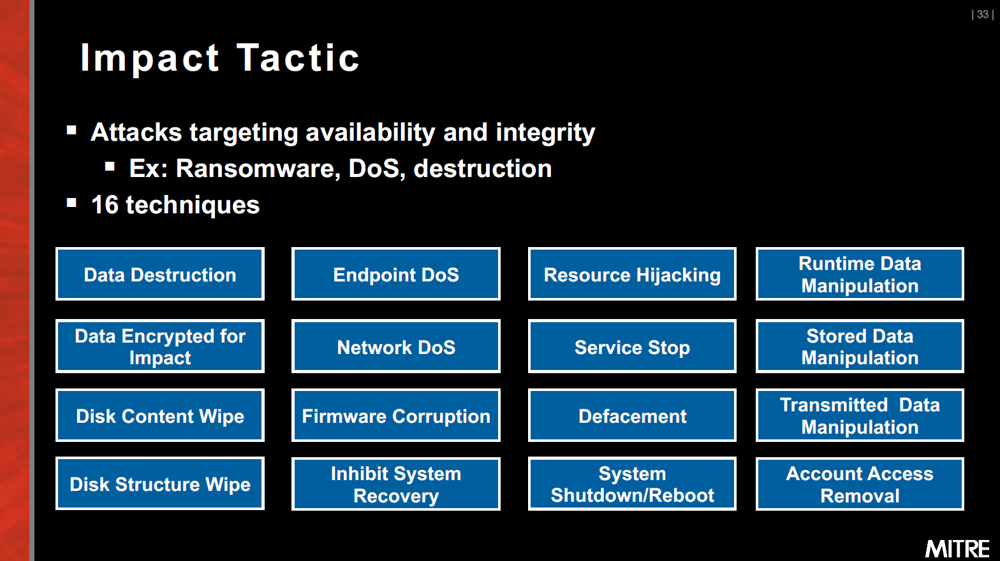 | 33 |
Impact Tactic
Attacks targeting availability and integrity
Ex: Ransomware, DoS, destruction
16 techniques
Data Destruction
Endpoint DoS
Resource Hijacking
Runtime Data
Manipulation
Data Encrypted for
Impact
Network DoS
Service Stop
Stored Data
Manipulation
Disk Content Wipe
Firmware Corruption
Defacement
Transmitted Data
Manipulation
Disk Structure Wipe
Inhibit System
Recovery
System
Shutdown/Reboot
Account Access
Removal
MITRE